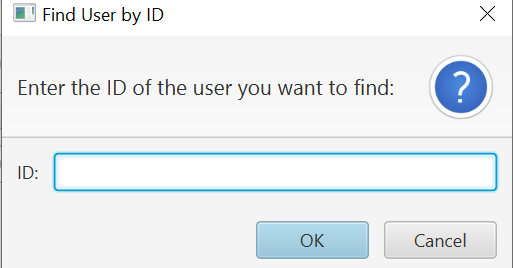 Find User by ID
Enter the ID of the user you want to find:
?
ID:
OK
Cancel